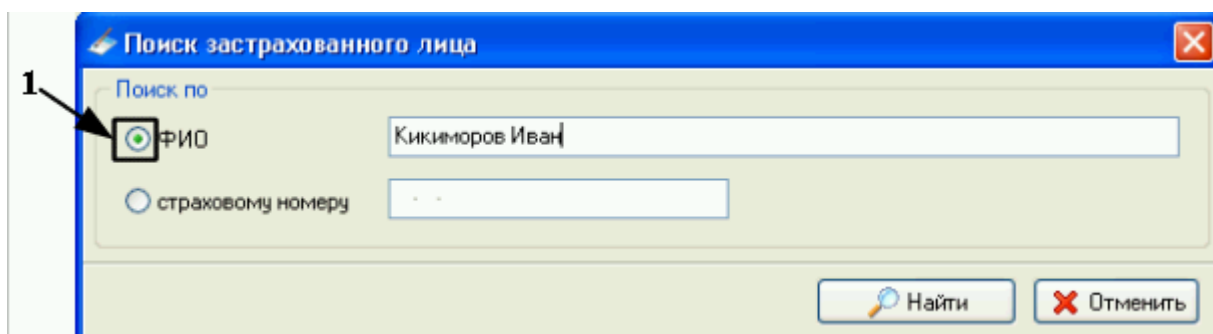 Поиск застрахованного лица
1
Поиск по
ФИО
Кикиморов Иван
страховому номеру
- -
Найти
Отменить